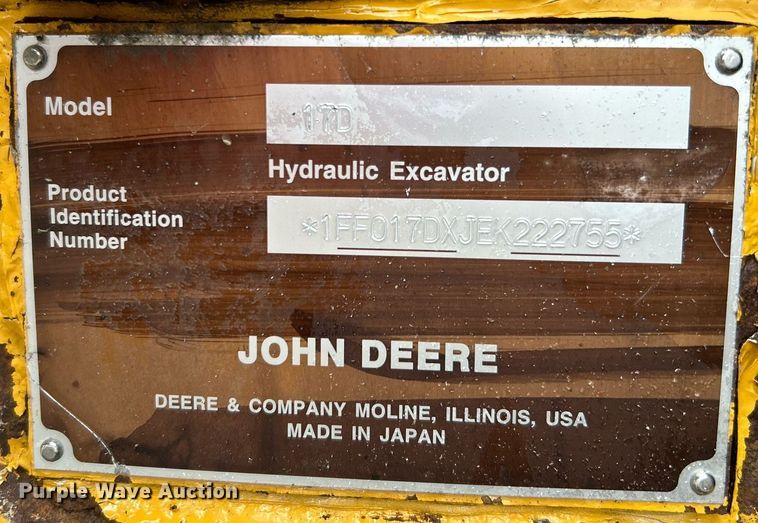 Model
17D
Hydraulic Excavator
Product
Identification
Number
*1FF017DXJEK222755*
JOHN DEERE
DEERE & COMPANY MOLINE, ILLINOIS, USA
MADE IN JAPAN
Purple Wave Auction